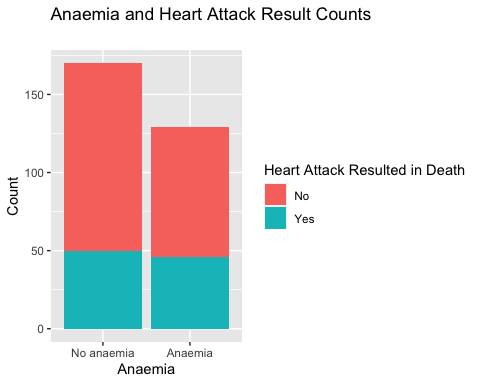 Anaemia and Heart Attack Result Counts
150
100
50
0
Count
No anaemia
Anaemia
Anaemia
Heart Attack Resulted in Death
No
Yes